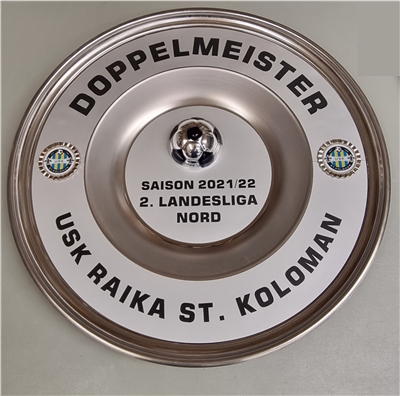 DOPPELMEISTER
SAISON 2021/22
2. LANDESLIGA
NORD
USK RAIKA ST. KOLOMAN